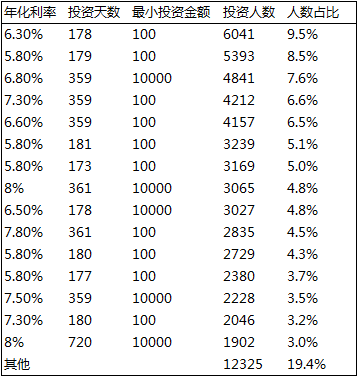 年化利率 投资天数 最小投资金额 投资人数 人数占比
6.30% 178 100 6041 9.5%
5.80% 179 100 5393 8.5%
6.80% 359 10000 4841 7.6%
7.30% 359 100 4212 6.6%
6.60% 359 100 4157 6.5%
5.80% 181 100 3239 5.1%
5.80% 173 100 3169 5.0%
8% 361 10000 3065 4.8%
6.50% 178 10000 3027 4.8%
7.80% 361 100 2835 4.5%
5.80% 180 100 2729 4.3%
5.80% 177 100 2380 3.7%
7.50% 359 10000 2228 3.5%
7.30% 180 100 2046 3.2%
8% 720 10000 1902 3.0%
其他 12325 19.4%